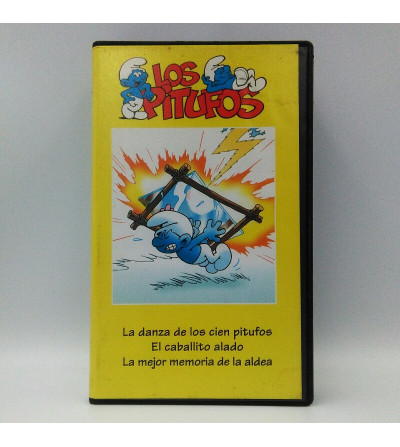 LOS
PITUFOS
La danza de los cien pitufos
El caballito alado
La mejor memoria de la aldea